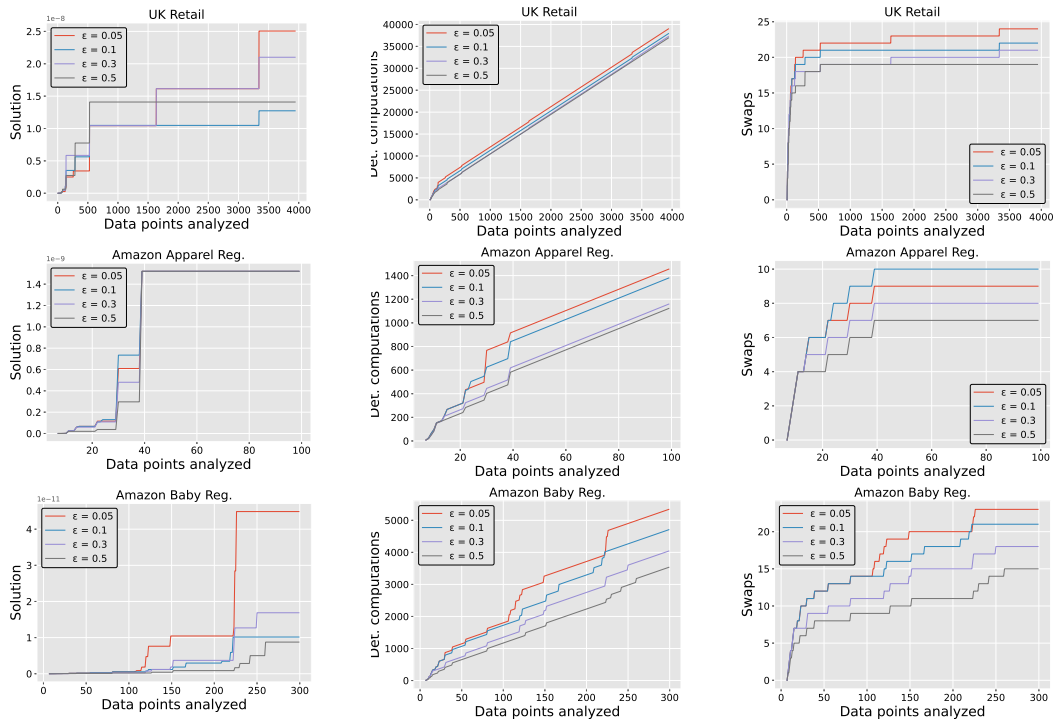 UK Retail
1e−8
ε = 0.05
ε = 0.1
ε = 0.3
ε = 0.5
Solution
2.5
2.0
1.5
1.0
0.5
0.0
0 500 1000 1500 2000 2500 3000 3500 4000
Data points analyzed
UK Retail
ε = 0.05
ε = 0.1
ε = 0.3
ε = 0.5
Det. computations
40000
35000
30000
25000
20000
15000
10000
5000
0
0 500 1000 1500 2000 2500 3000 3500 4000
Data points analyzed
UK Retail
Swaps
25
20
15
10
5
0
ε = 0.05
ε = 0.1
ε = 0.3
ε = 0.5
0 500 1000 1500 2000 2500 3000 3500 4000
Data points analyzed
Amazon Apparel Reg.
1e−9
ε = 0.05
ε = 0.1
ε = 0.3
ε = 0.5
Solution
1.4
1.2
1.0
0.8
0.6
0.4
0.2
0.0
20 40 60 80 100
Data points analyzed
Amazon Apparel Reg.
ε = 0.05
ε = 0.1
ε = 0.3
ε = 0.5
Det. computations
1400
1200
1000
800
600
400
200
0
20 40 60 80 100
Data points analyzed
Amazon Apparel Reg.
Swaps
10
8
6
4
2
0
ε = 0.05
ε = 0.1
ε = 0.3
ε = 0.5
20 40 60 80 100
Data points analyzed
Amazon Baby Reg.
1e−11
ε = 0.05
ε = 0.1
ε = 0.3
ε = 0.5
Solution
4
3
2
1
0
0 50 100 150 200 250 300
Data points analyzed
Amazon Baby Reg.
ε = 0.05
ε = 0.1
ε = 0.3
ε = 0.5
Det. computations
5000
4000
3000
2000
1000
0
0 50 100 150 200 250 300
Data points analyzed
Amazon Baby Reg.
ε = 0.05
ε = 0.1
ε = 0.3
ε = 0.5
Swaps
20
15
10
5
0
0 50 100 150 200 250 300
Data points analyzed